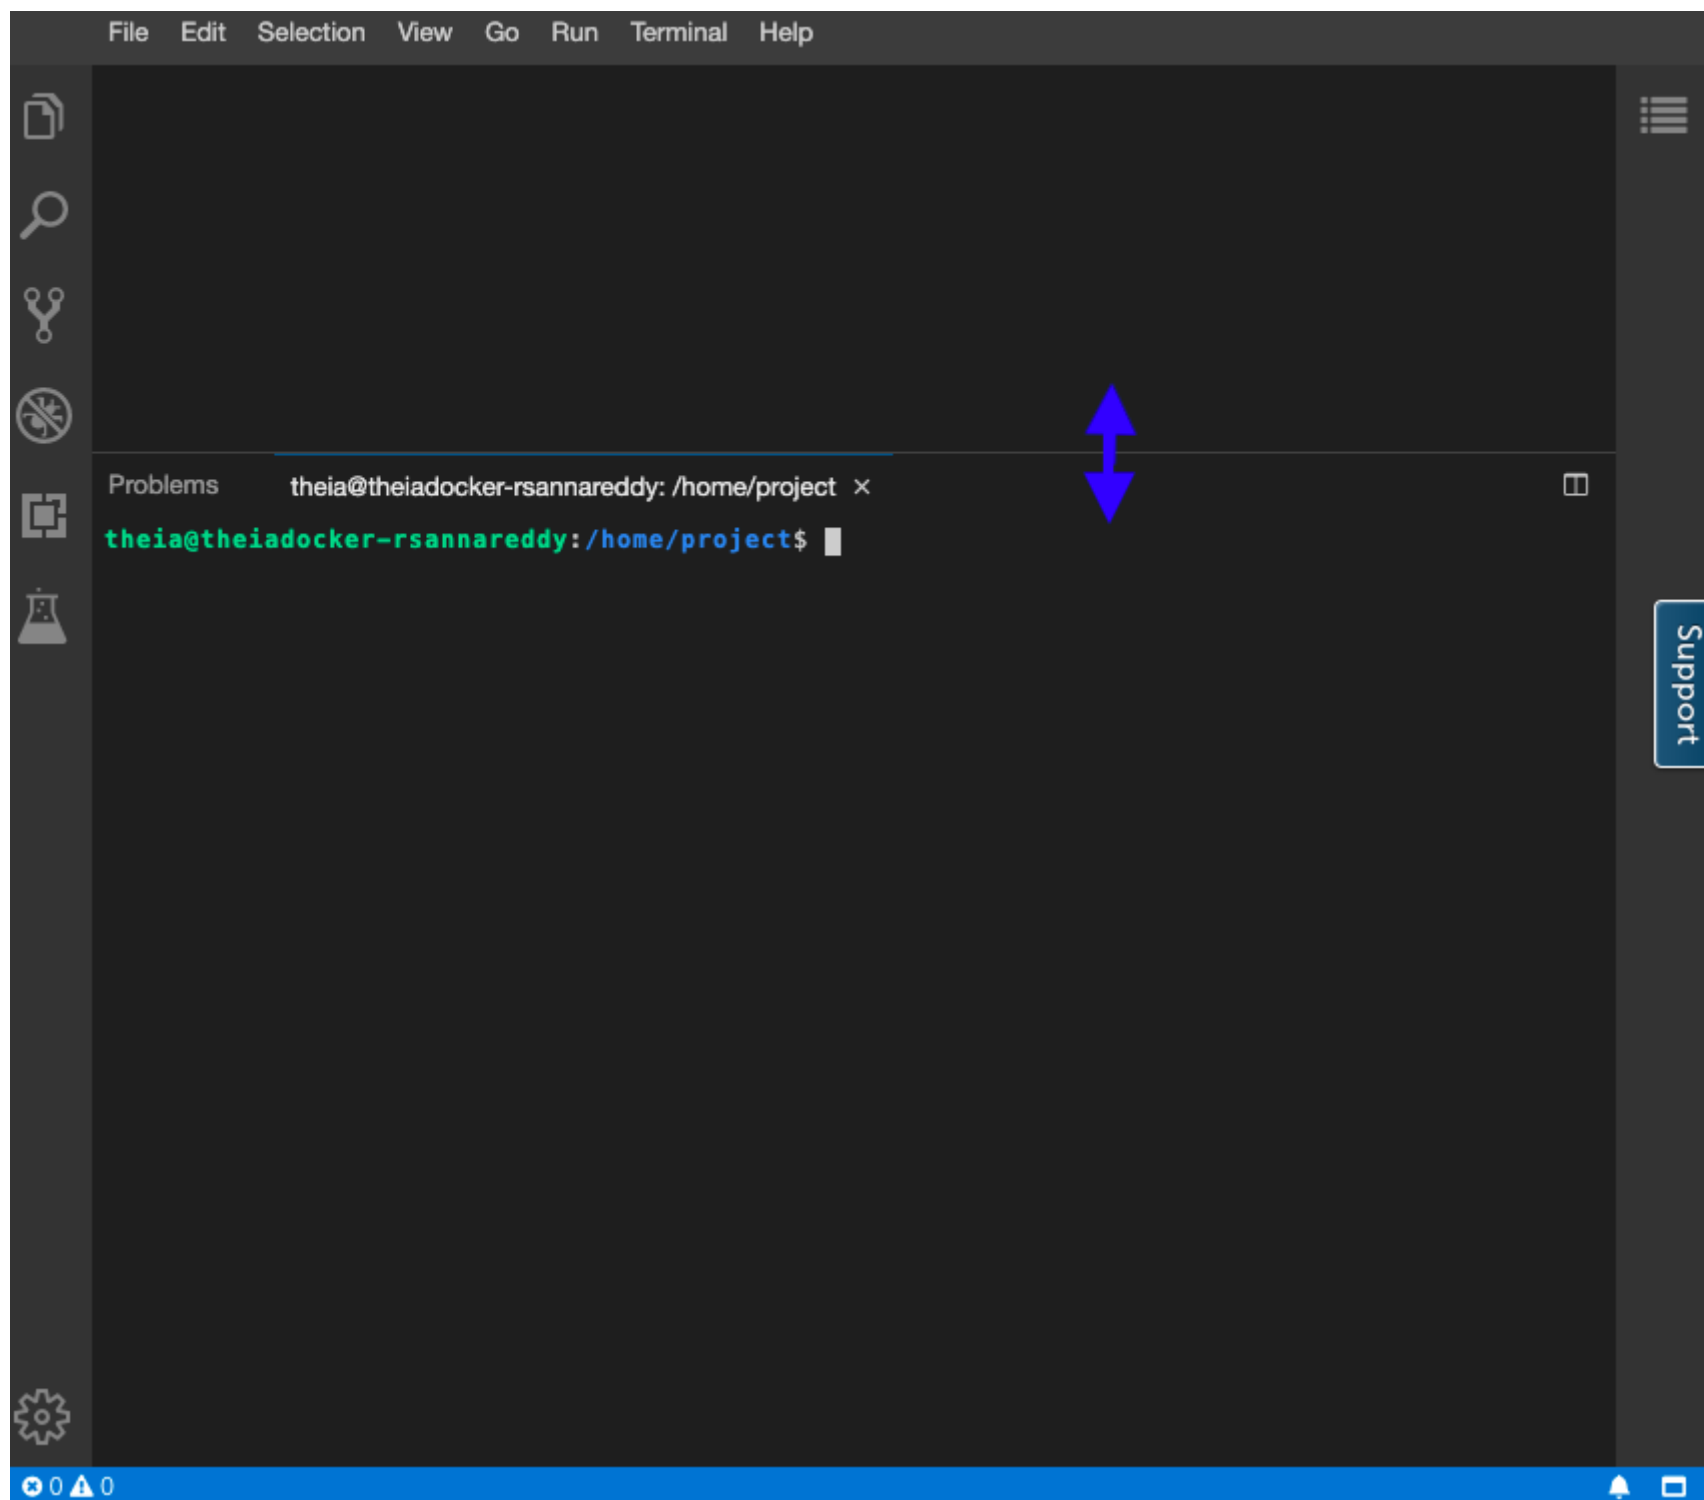 File Edit Selection View Go Run Terminal Help
Problems theia@theiadocker-rsannareddy: /home/project ×
theia@theiadocker-rsannareddy:/home/project$
Support
0 0